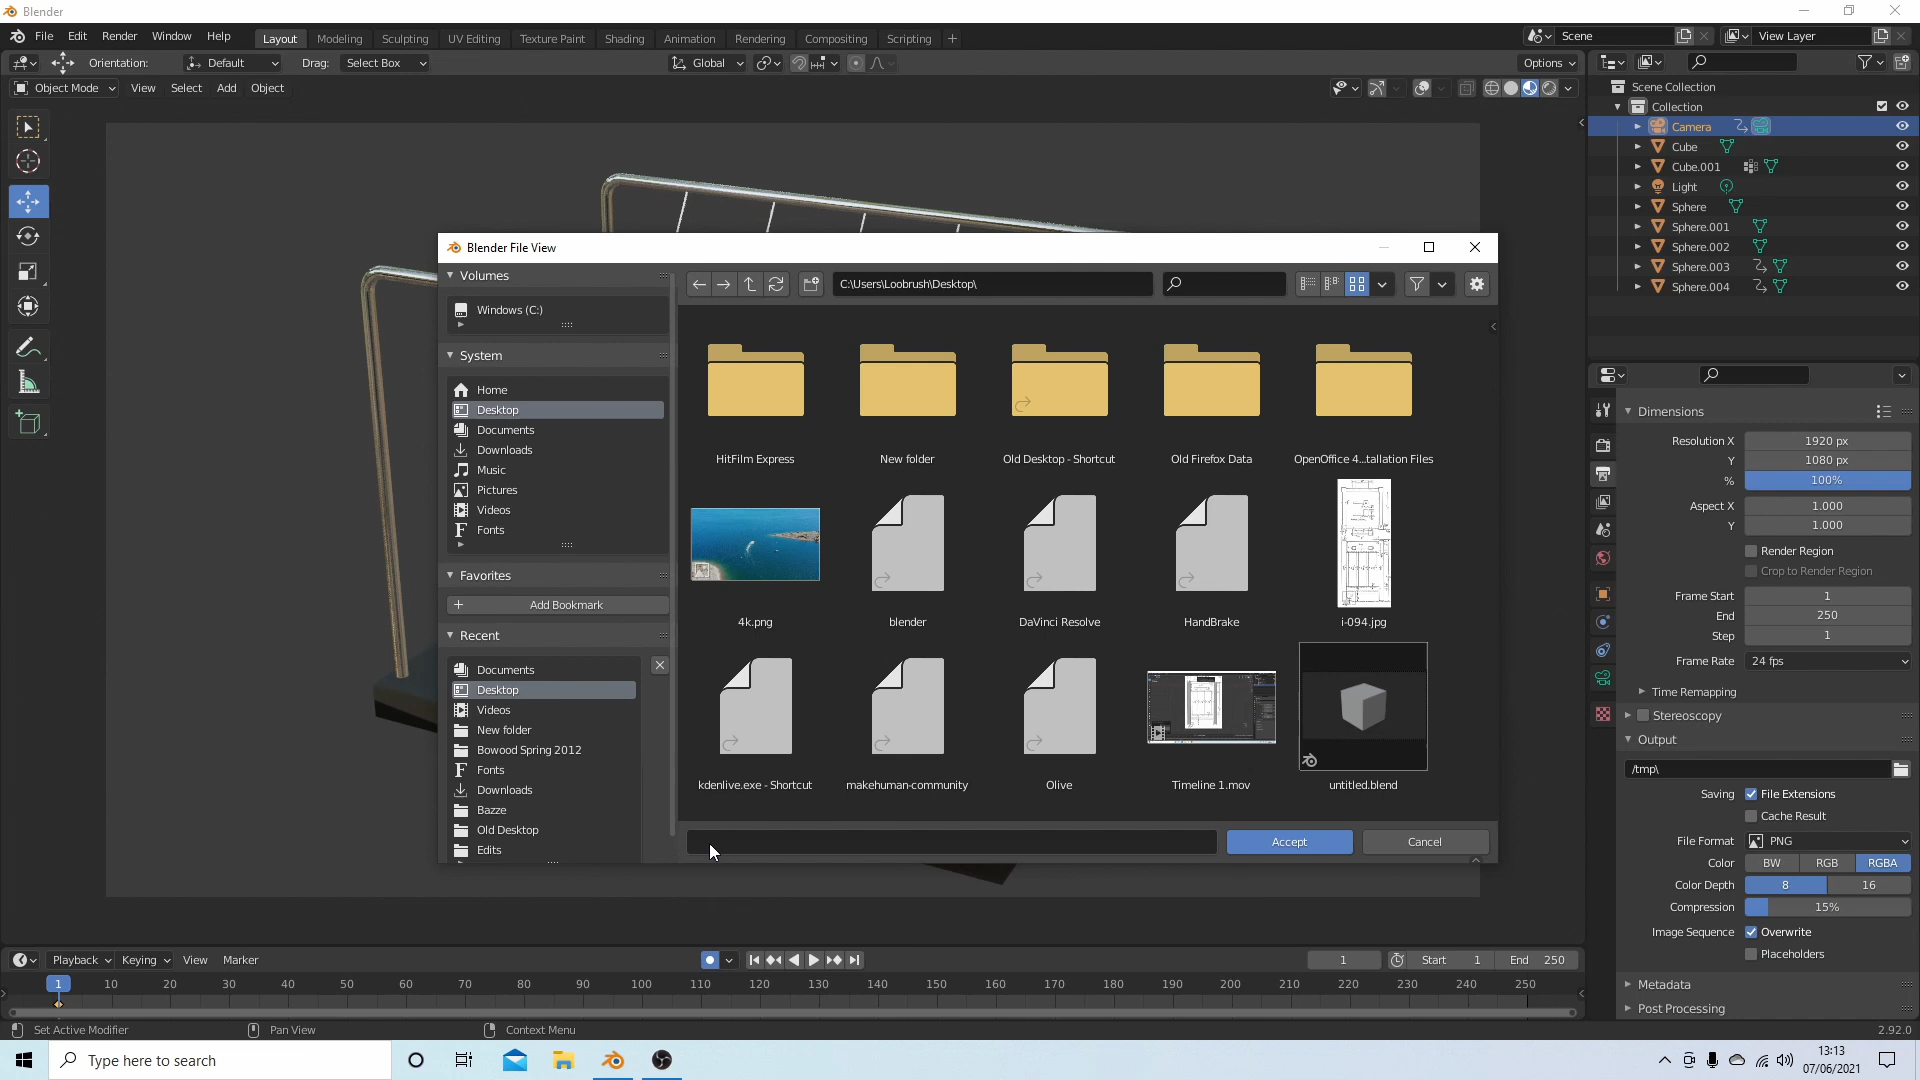 Blender
File Edit Render Window Help Layout Modeling Sculpting UV Editing Texture Paint Shading Animation Rendering Compositing Scripting + Scene View Layer
Orientation: Default Drag: Select Box Global Options
Object Mode View Select Add Object
Scene Collection
Collection
Camera
Cube
Cube.001
Light
Sphere
Sphere.001
Sphere.002
Sphere.003
Sphere.004
Blender File View
Volumes
Windows (C:)
System
Home
Desktop
Documents
Downloads
Music
Pictures
Videos
Fonts
Favorites
+ Add Bookmark
Recent
Documents
Desktop
Videos
New folder
Bowood Spring 2012
Fonts
Downloads
Bazze
Old Desktop
Edits
C:\Users\Loobrush\Desktop\
HitFilm Express New folder Old Desktop - Shortcut Old Firefox Data OpenOffice 4...tallation Files
4k.png blender DaVinci Resolve HandBrake i-094.jpg
kdenlive.exe - Shortcut makehuman-community Olive Timeline 1.mov untitled.blend
Accept Cancel
Dimensions
Resolution X 1920 px
Y 1080 px
% 100%
Aspect X 1.000
Y 1.000
Render Region
Crop to Render Region
Frame Start 1
End 250
Step 1
Frame Rate 24 fps
Time Remapping
Stereoscopy
Output
/tmp\
Saving File Extensions
Cache Result
File Format PNG
Color BW RGB RGBA
Color Depth 8 16
Compression 15%
Image Sequence Overwrite
Placeholders
Metadata
Post Processing
Playback Keying View Marker 1 Start 1 End 250
1 10 20 30 40 50 60 70 80 90 100 110 120 130 140 150 160 170 180 190 200 210 220 230 240 250
Set Active Modifier Pan View Context Menu 2.92.0
Type here to search 13:13
07/06/2021